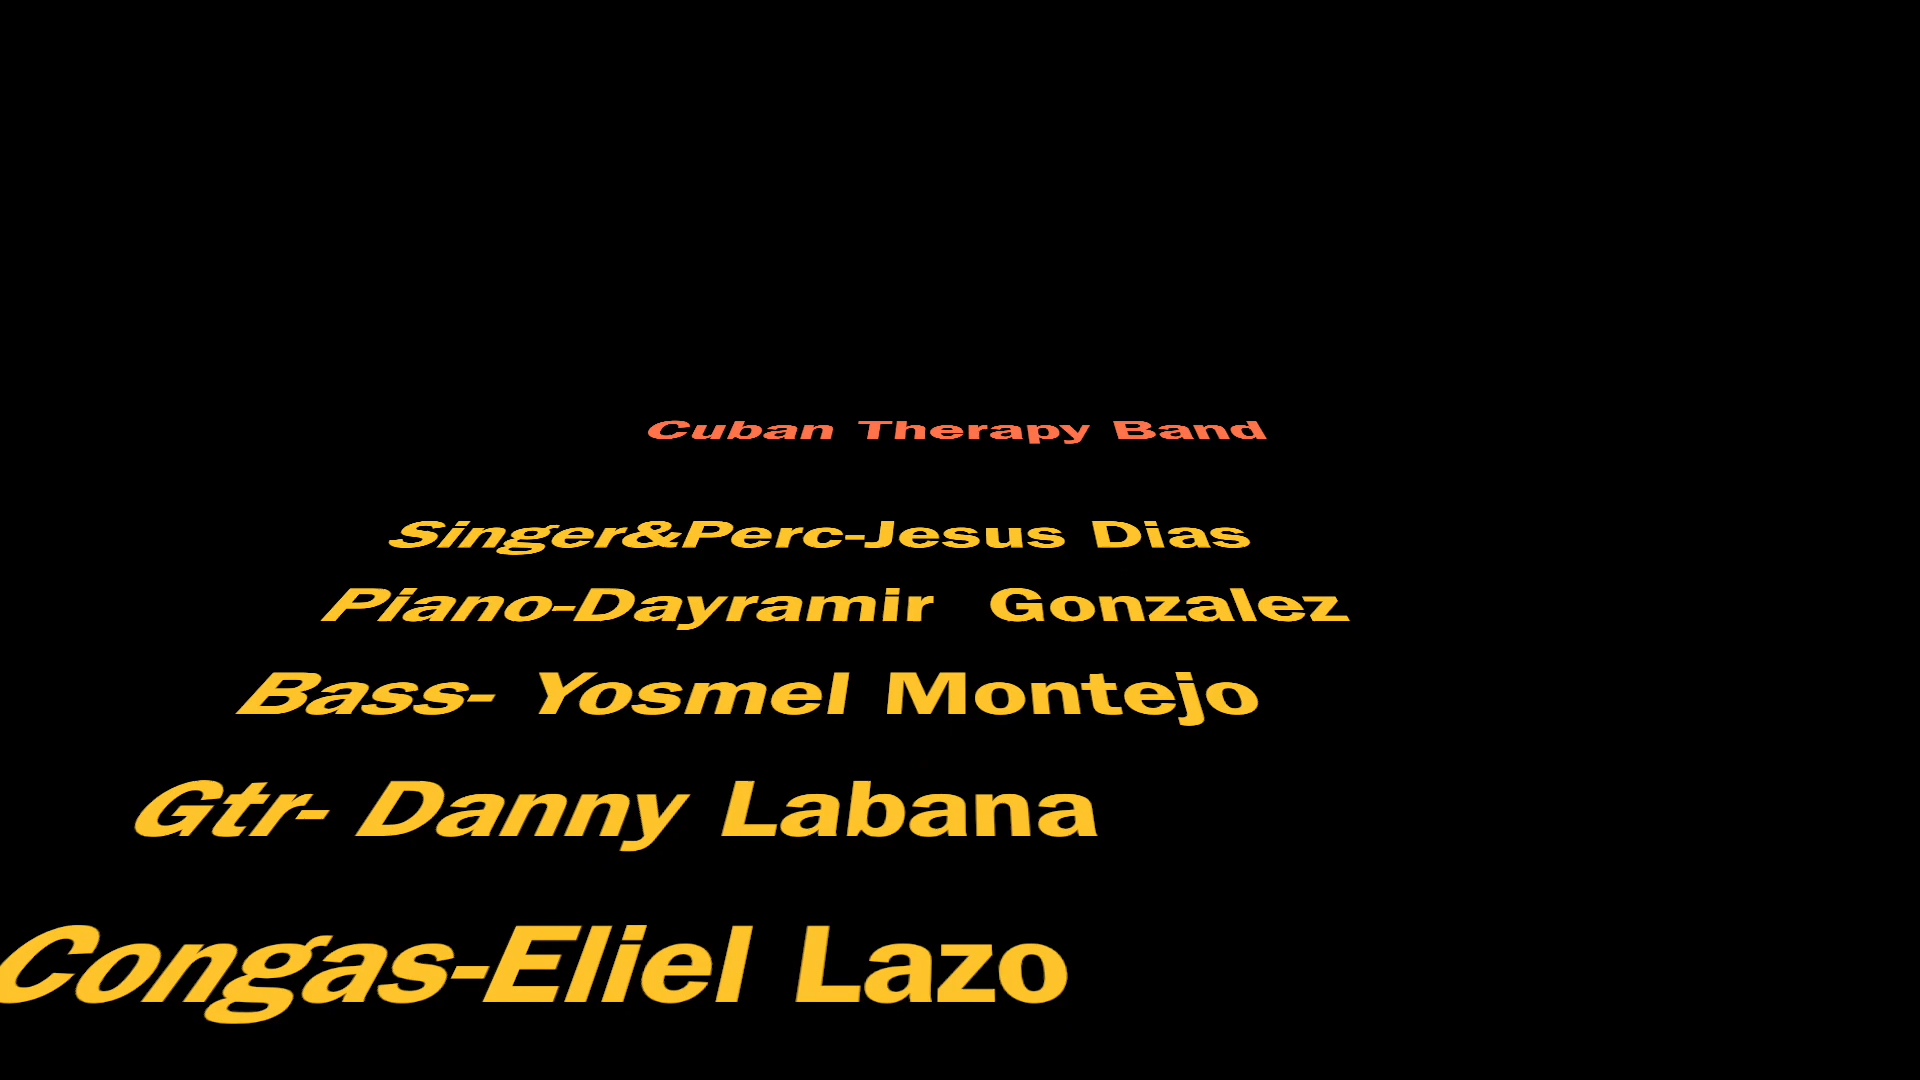 Cuban Therapy Band
Singer&Perc-Jesus Dias
Piano-Dayramir  Gonzalez
Bass- Yosmel Montejo
Gtr- Danny Labana
Congas-Eliel Lazo